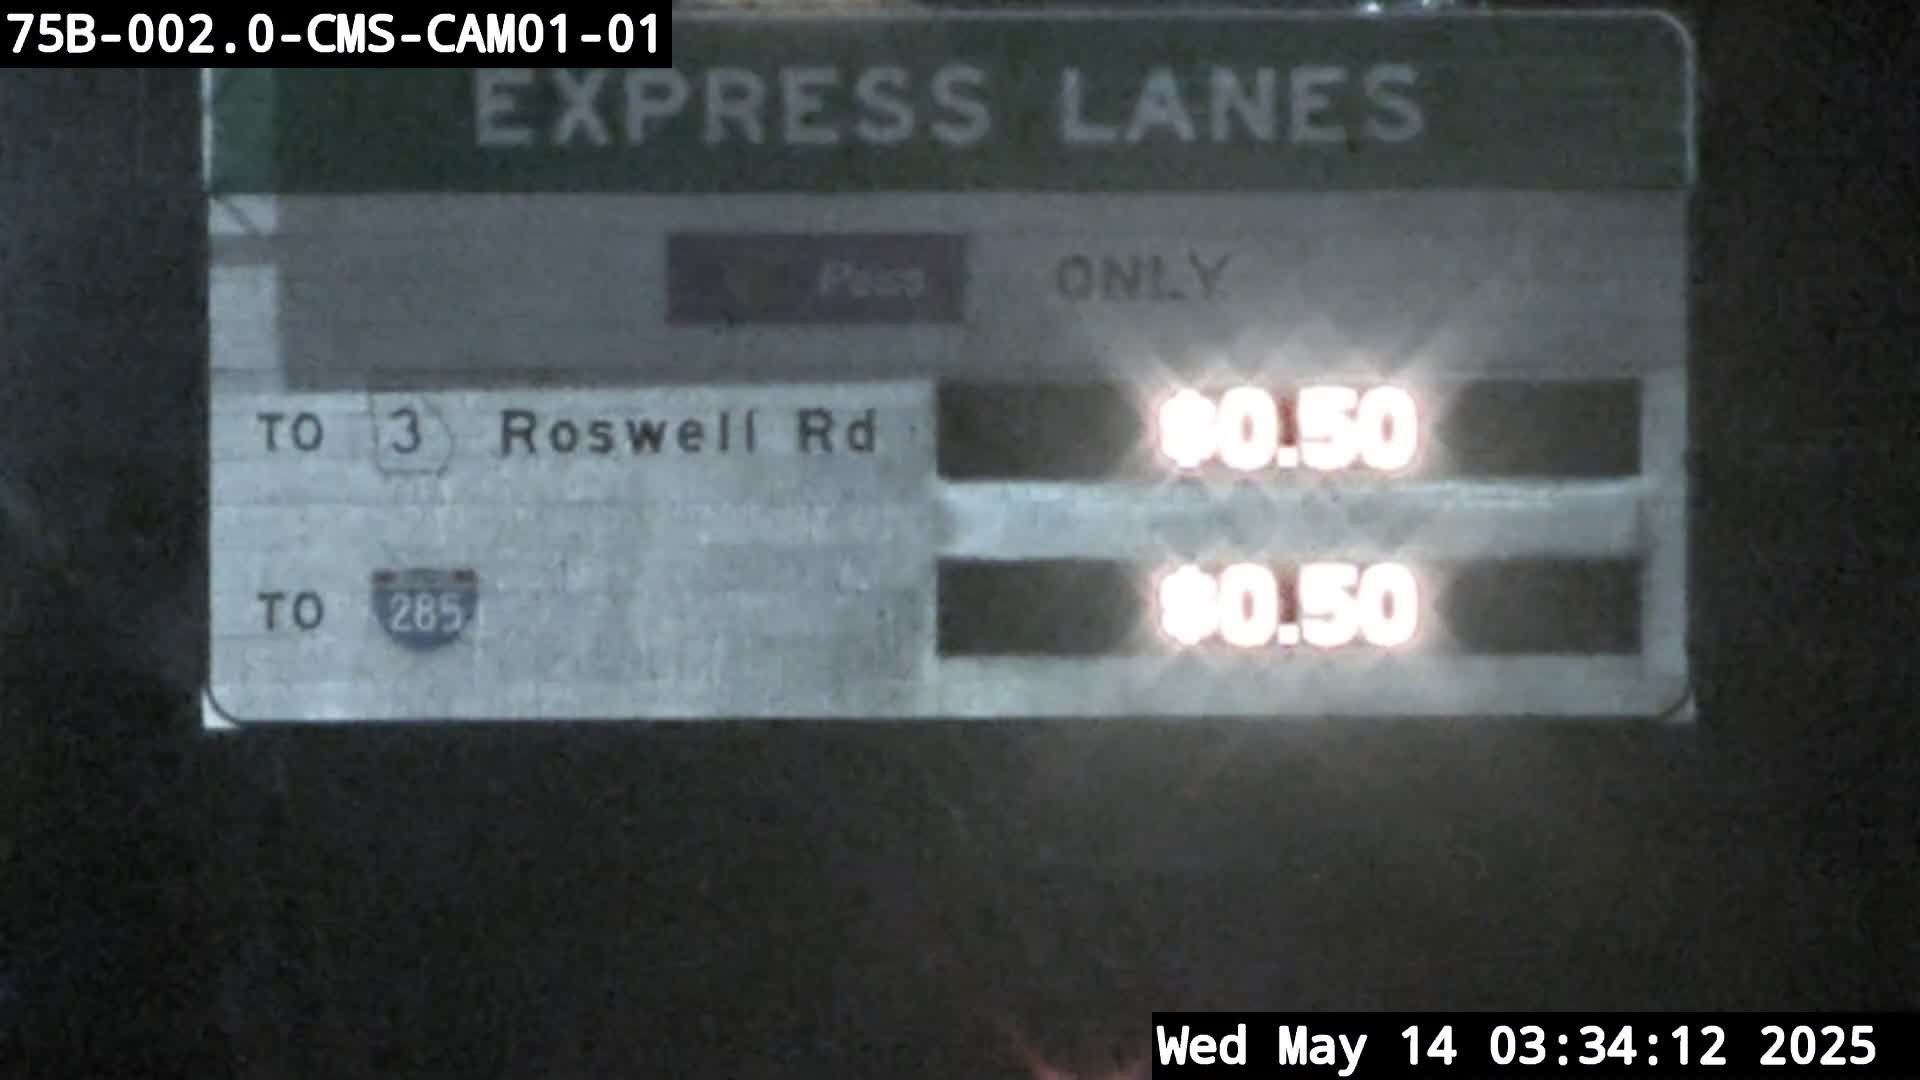 75B-002.0-CMS-CAM01-01
EXPRESS LANES
Pass ONLY
TO 3 Roswell Rd $0.50
TO 285 $0.50
Wed May 14 03:34:12 2025